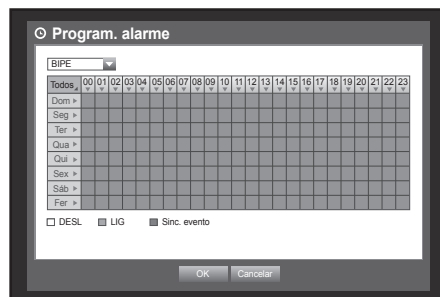 Program. alarme
BIPE
Todos 00 01 02 03 04 05 06 07 08 09 10 11 12 13 14 15 16 17 18 19 20 21 22 23
Dom
Seg
Ter
Qua
Qui
Sex
Sáb
Fer
DESL LIG Sinc. evento
OK Cancelar